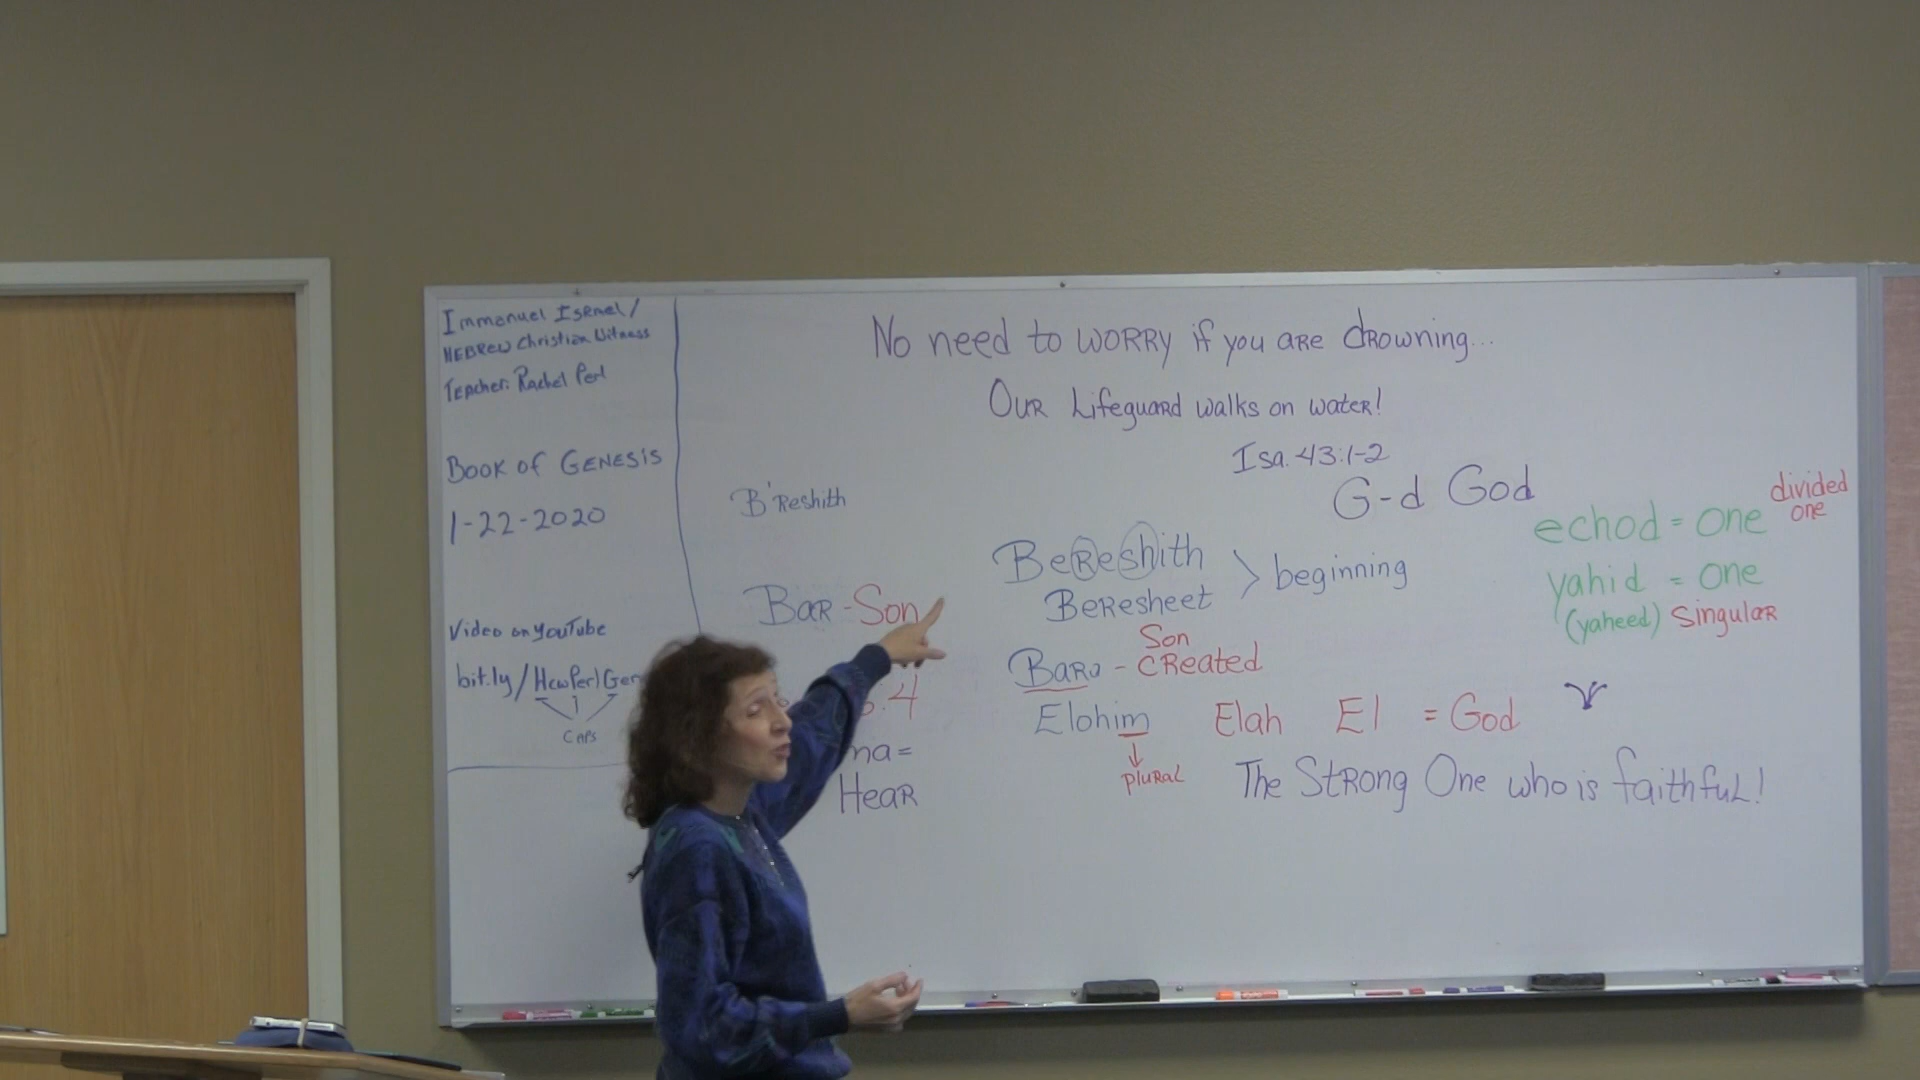 Immanuel Israel/
HEBREW Christian Witness
Teacher: Rachel Perl
Book of GENESIS
1-22-2020
Video on YouTube
bit.ly/HcwPerlGen
CAPS
No need to worry if you are drowning...
Our Lifeguard walks on water!
Isa. 43:1-2
G-d God
B'Reshith
BeReshith
BeResheet
> beginning
Bar - Son
Son
Bara - created
.4
Elohim Elah El = God
plural
ma=
Hear
The Strong One who is faithful!
echod = one divided one
yahid = one
(yaheed) Singular